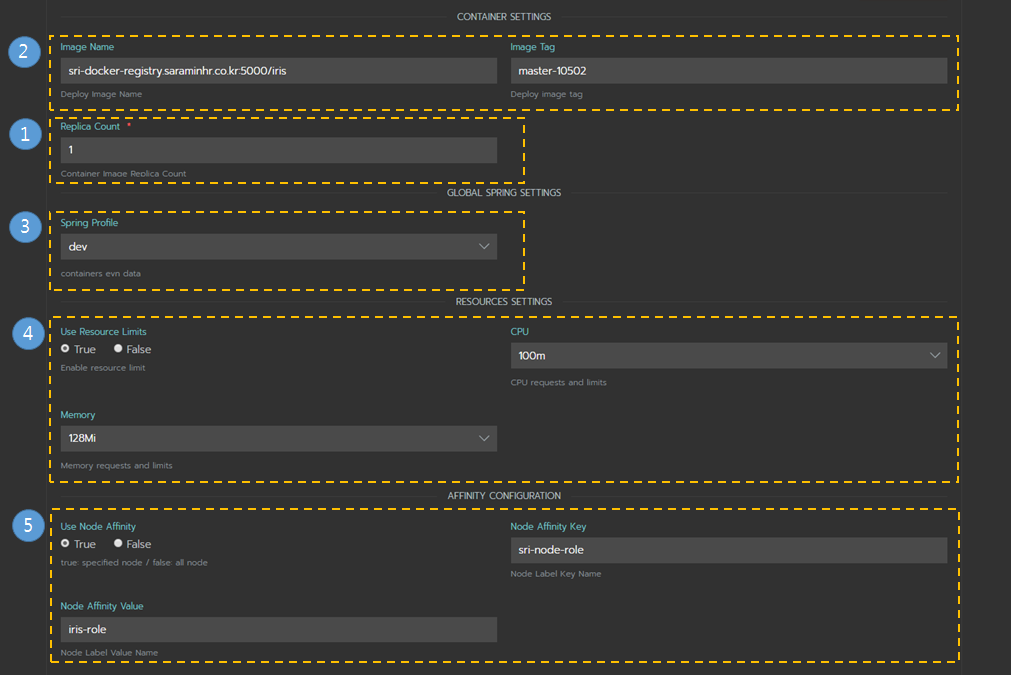 CONTAINER SETTINGS
2
Image Name
Image Tag
sri-docker-registry.saraminhr.co.kr:5000/iris
master-10502
Deploy Image Name
Deploy image tag
1
Replica Count *
1
Container Image Replica Count
GLOBAL SPRING SETTINGS
3
Spring Profile
dev
containers evn data
RESOURCES SETTINGS
4
Use Resource Limits
CPU
True False
100m
Enable resource limit
CPU requests and limits
Memory
128Mi
Memory requests and limits
AFFINITY CONFIGURATION
5
Use Node Affinity
Node Affinity Key
True False
sri-node-role
true: specified node / false: all node
Node Label Key Name
Node Affinity Value
iris-role
Node Label Value Name